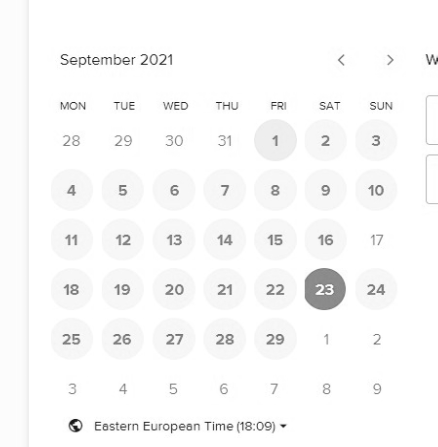 September 2021
W
MON TUE WED THU FRI SAT SUN
28 29 30 31 1 2 3
4 5 6 7 8 9 10
11 12 13 14 15 16 17
18 19 20 21 22 23 24
25 26 27 28 29 1 2
3 4 5 6 7 8 9
Eastern European Time (18:09)